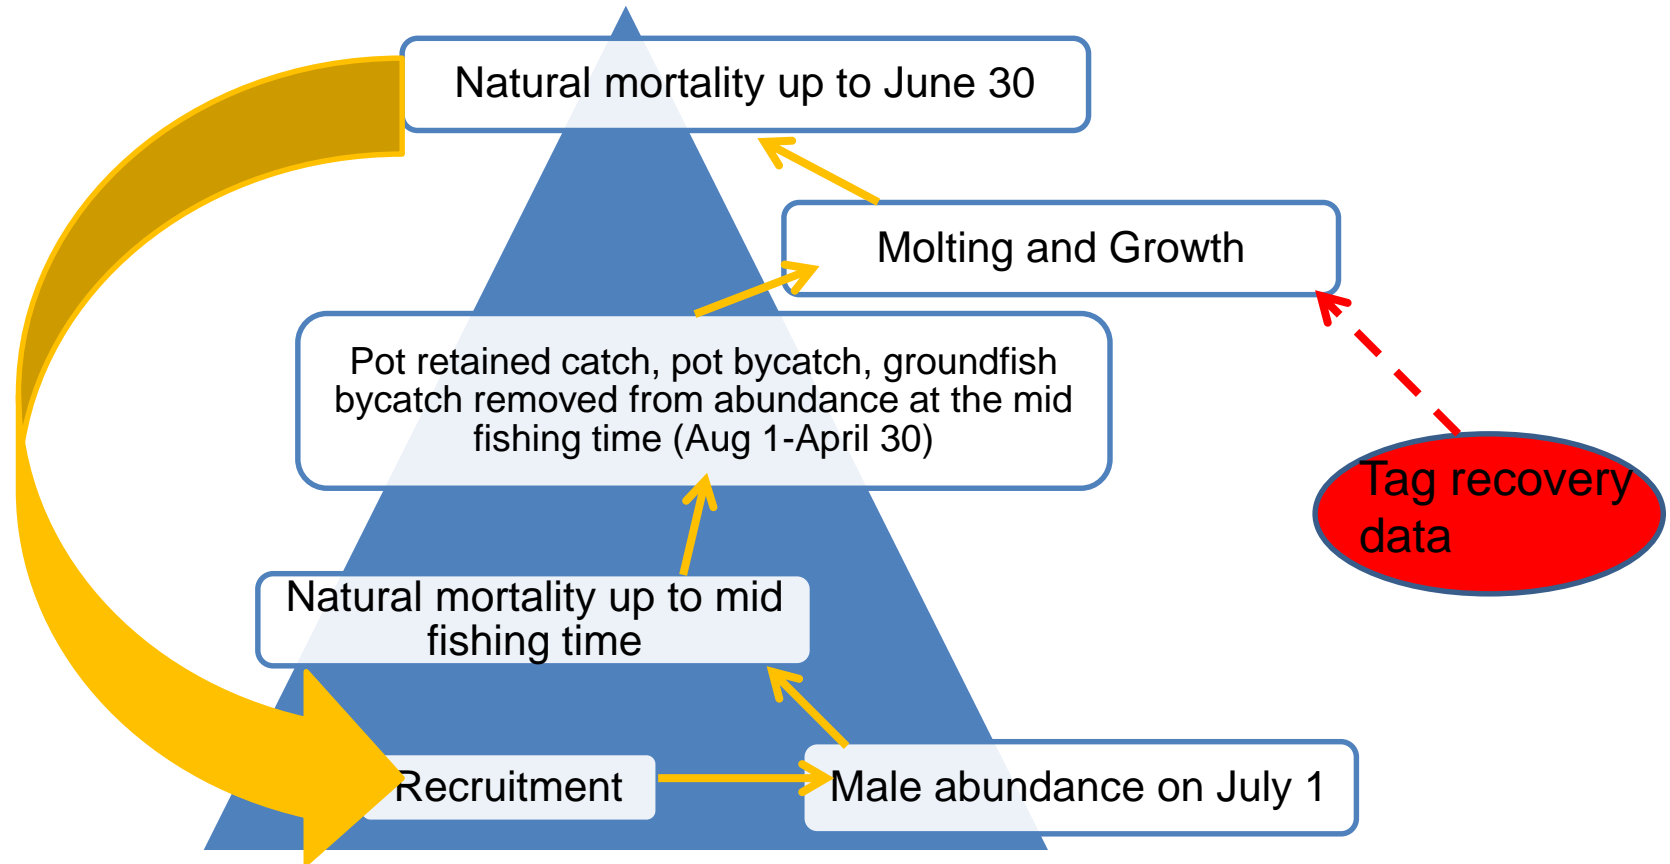 Natural mortality up to June 30
Molting and Growth
Pot retained catch, pot bycatch, groundfish
bycatch removed from abundance at the mid
fishing time (Aug 1-April 30)
Tag recovery
data
Natural mortality up to mid
fishing time
Recruitment
Male abundance on July 1